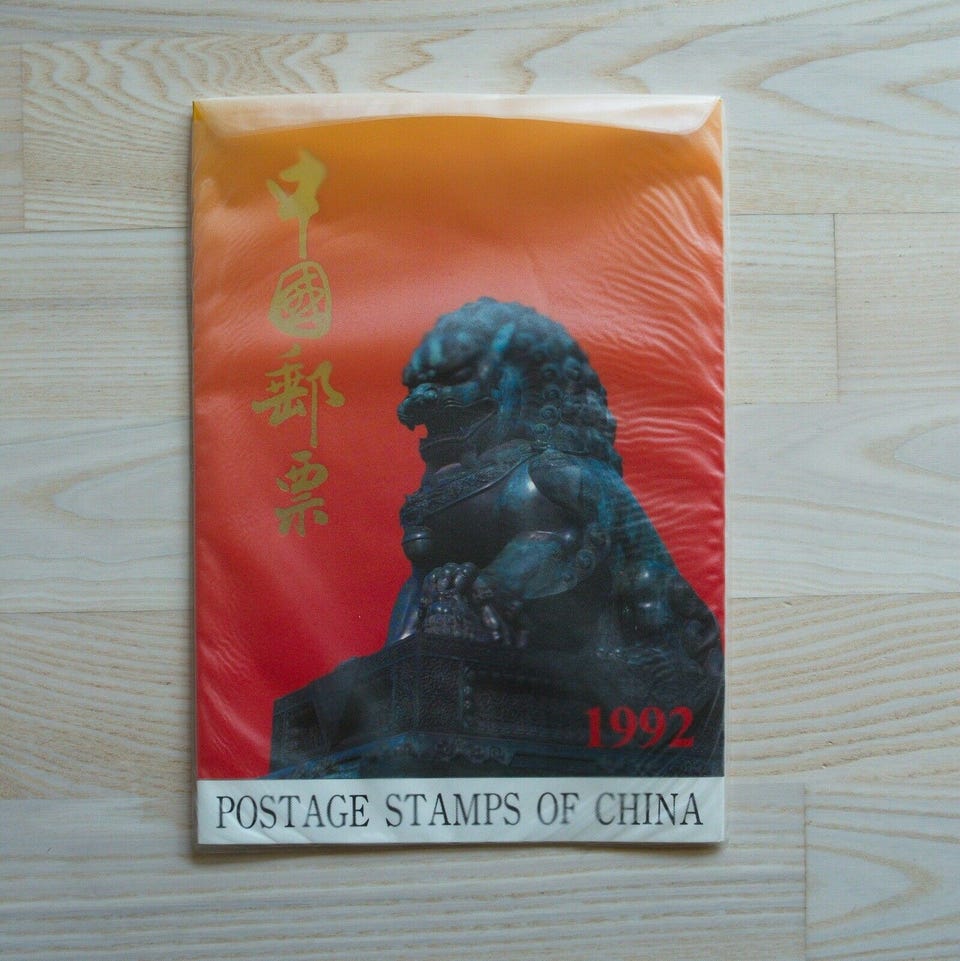 中國郵票
1992
POSTAGE STAMPS OF CHINA